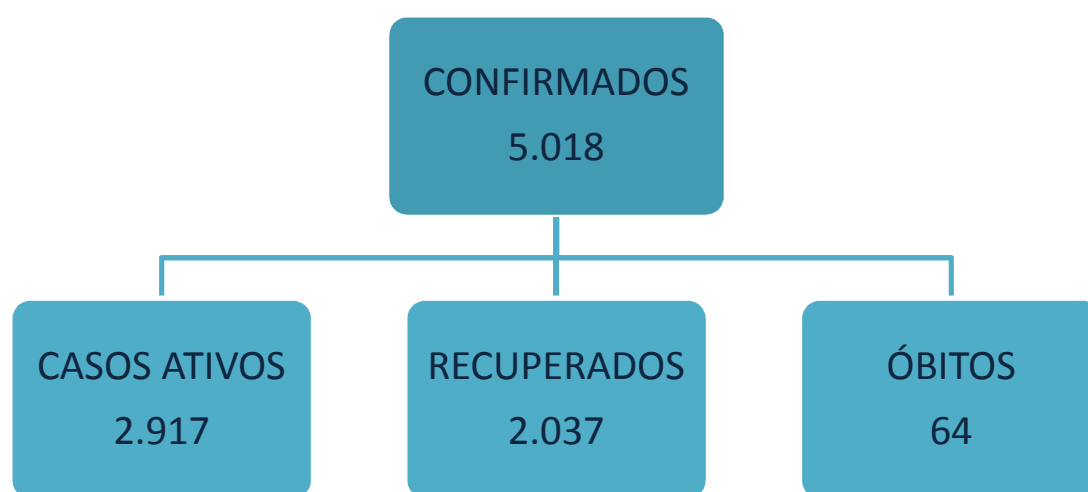 CONFIRMADOS
5.018
CASOS ATIVOS
2.917
RECUPERADOS
2.037
ÓBITOS
64